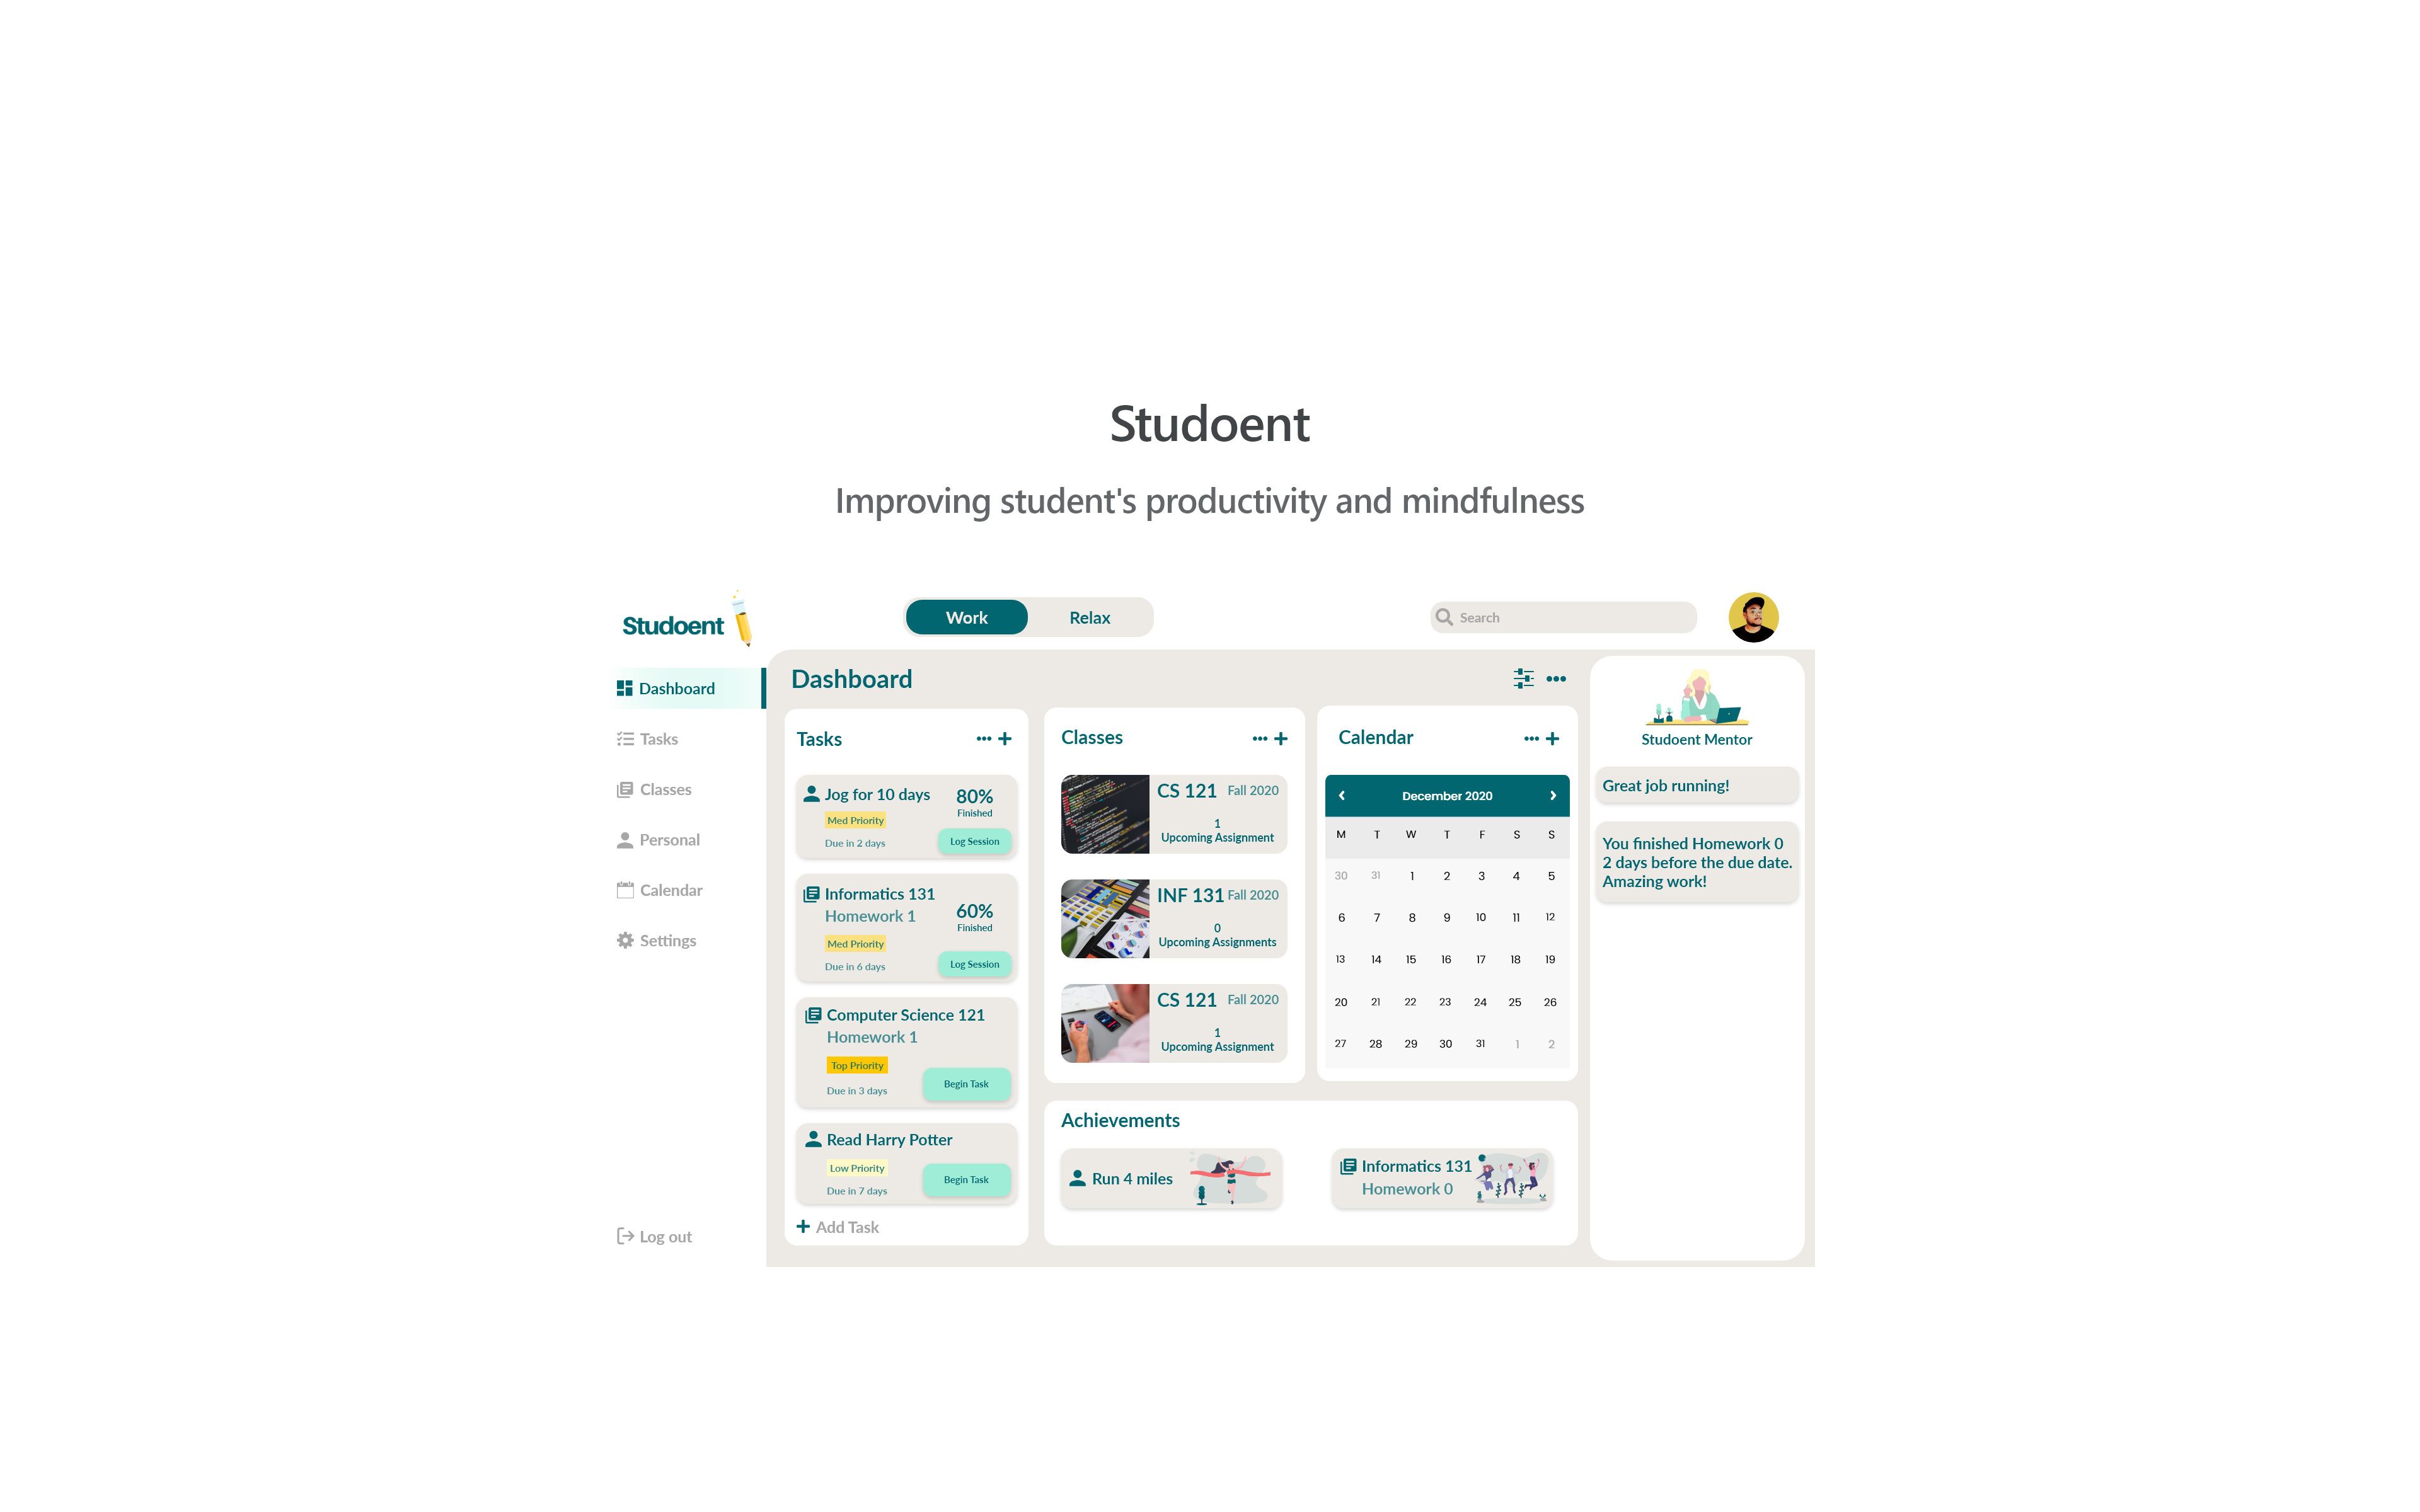 Studoent
Improving student's productivity and mindfulness
Studoent
Work
Relax
Search
Dashboard
Tasks
Classes
Personal
Calendar
Settings
Log out
Dashboard
Tasks
Jog for 10 days
80%
Finished
Med Priority
Due in 2 days
Log Session
Informatics 131
Homework 1
60%
Finished
Med Priority
Due in 6 days
Log Session
Computer Science 121
Homework 1
Top Priority
Due in 3 days
Begin Task
Read Harry Potter
Low Priority
Due in 7 days
Begin Task
Add Task
Classes
CS 121 Fall 2020
1
Upcoming Assignment
INF 131 Fall 2020
0
Upcoming Assignments
CS 121 Fall 2020
1
Upcoming Assignment
Calendar
December 2020
M T W T F S S
30 31 1 2 3 4 5
6 7 8 9 10 11 12
13 14 15 16 17 18 19
20 21 22 23 24 25 26
27 28 29 30 31 1 2
Achievements
Run 4 miles
Informatics 131
Homework 0
Studoent Mentor
Great job running!
You finished Homework 0
2 days before the due date.
Amazing work!